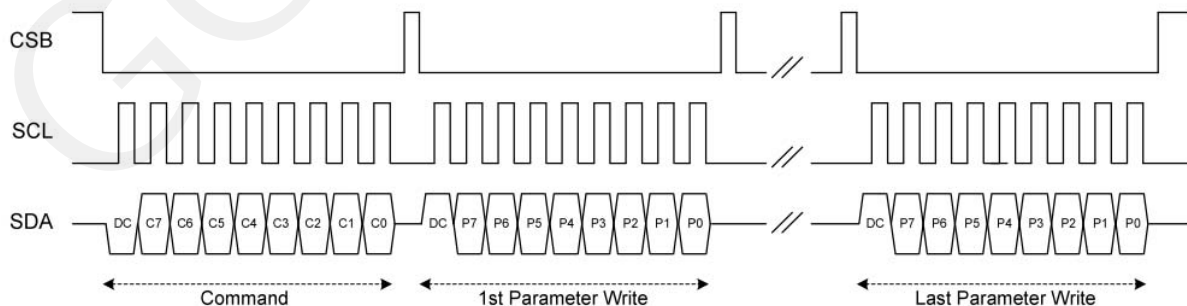 CSB
SCL
SDA DC C7 C6 C5 C4 C3 C2 C1 C0 DC P7 P6 P5 P4 P3 P2 P1 P0 DC P7 P6 P5 P4 P3 P2 P1 P0
Command 1st Parameter Write Last Parameter Write